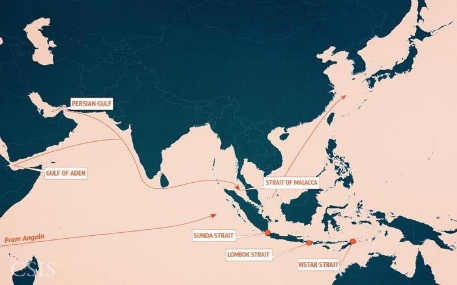 PERSIAN GULF
GULF OF ADEN
STRAIT OF MALACCA
From Angola
SUNDA STRAIT
LOMBOK STRAIT
WETAR STRAIT
CSIS